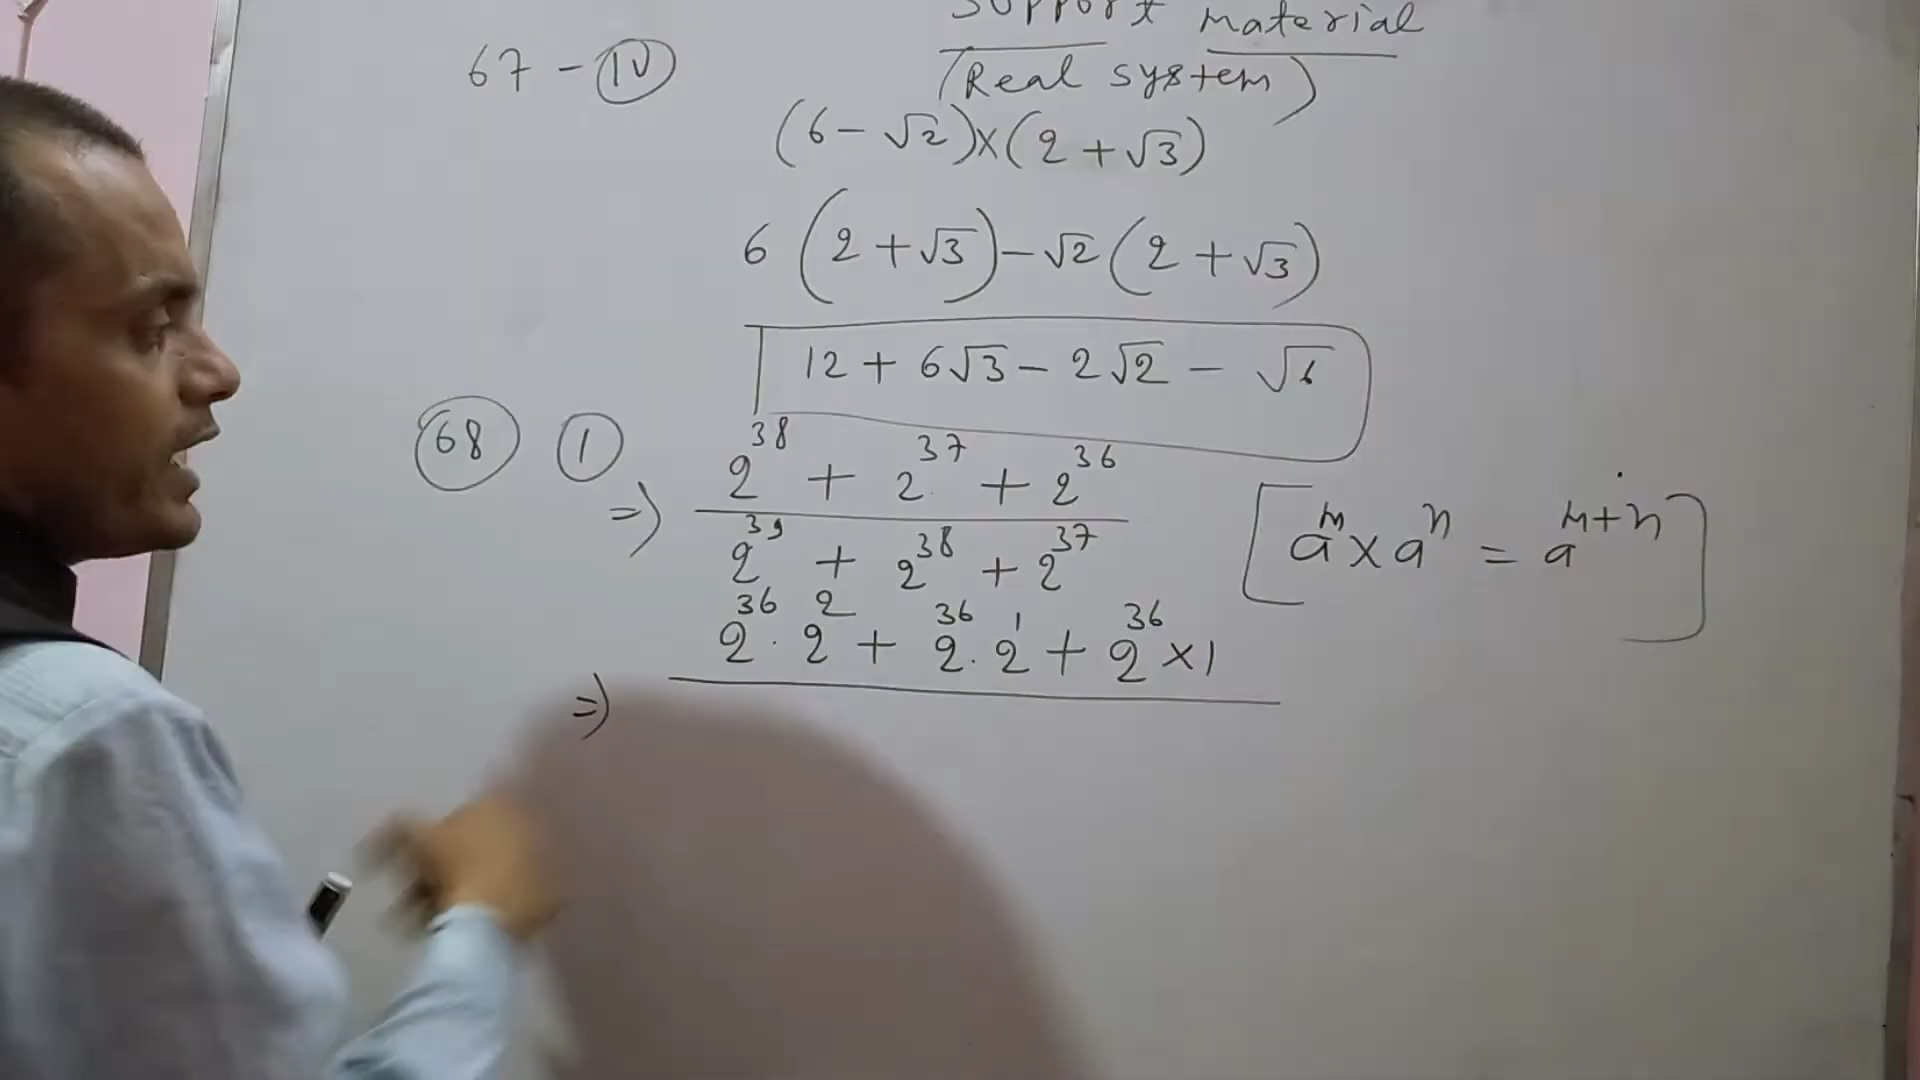 support material
67 - (IV)
(Real system)
(6 - √2) x (2 + √3)
6 (2 + √3) - √2 (2 + √3)
12 + 6√3 - 2√2 - √6
(68) (1)
=) 2^38 + 2^37 + 2^36
2^39 + 2^38 + 2^37
[a^m x a^n = a^m+n]
=) 2^36 . 2^2 + 2^36 . 2^1 + 2^36 x 1